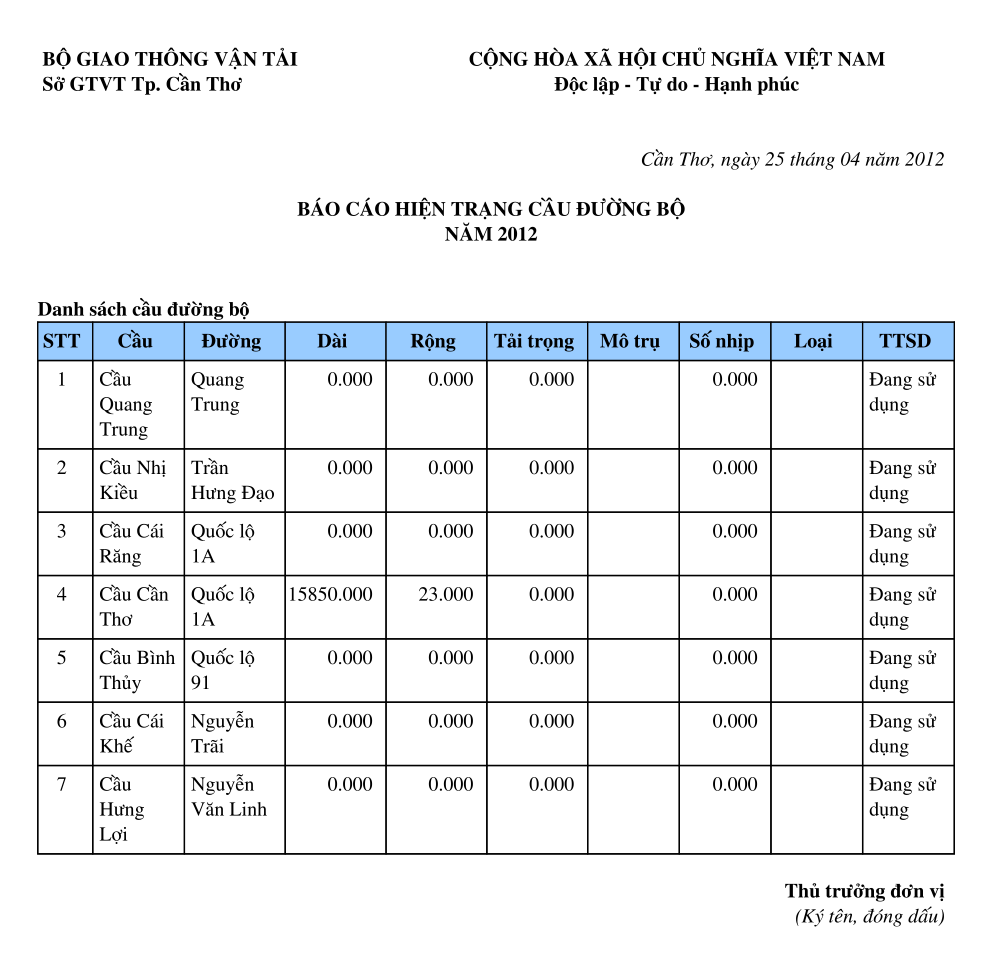 BỘ GIAO THÔNG VẬN TẢI CỘNG HÒA XÃ HỘI CHỦ NGHĨA VIỆT NAM
Sở GTVT Tp. Cần Thơ Độc lập - Tự do - Hạnh phúc
Cần Thơ, ngày 25 tháng 04 năm 2012
BÁO CÁO HIỆN TRẠNG CẦU ĐƯỜNG BỘ
NĂM 2012
Danh sách cầu đường bộ
STT Cầu Đường Dài Rộng Tải trọng Mô trụ Số nhịp Loại TTSD
1 Cầu Quang 0.000 0.000 0.000 0.000 Đang sử
Quang Trung dụng
Trung
2 Cầu Nhị Trần 0.000 0.000 0.000 0.000 Đang sử
Kiều Hưng Đạo dụng
3 Cầu Cái Quốc lộ 0.000 0.000 0.000 0.000 Đang sử
Răng 1A dụng
4 Cầu Cần Quốc lộ 15850.000 23.000 0.000 0.000 Đang sử
Thơ 1A dụng
5 Cầu Bình Quốc lộ 0.000 0.000 0.000 0.000 Đang sử
Thủy 91 dụng
6 Cầu Cái Nguyễn 0.000 0.000 0.000 0.000 Đang sử
Khế Trãi dụng
7 Cầu Nguyễn 0.000 0.000 0.000 0.000 Đang sử
Hưng Văn Linh dụng
Lợi
Thủ trưởng đơn vị
(Ký tên, đóng dấu)